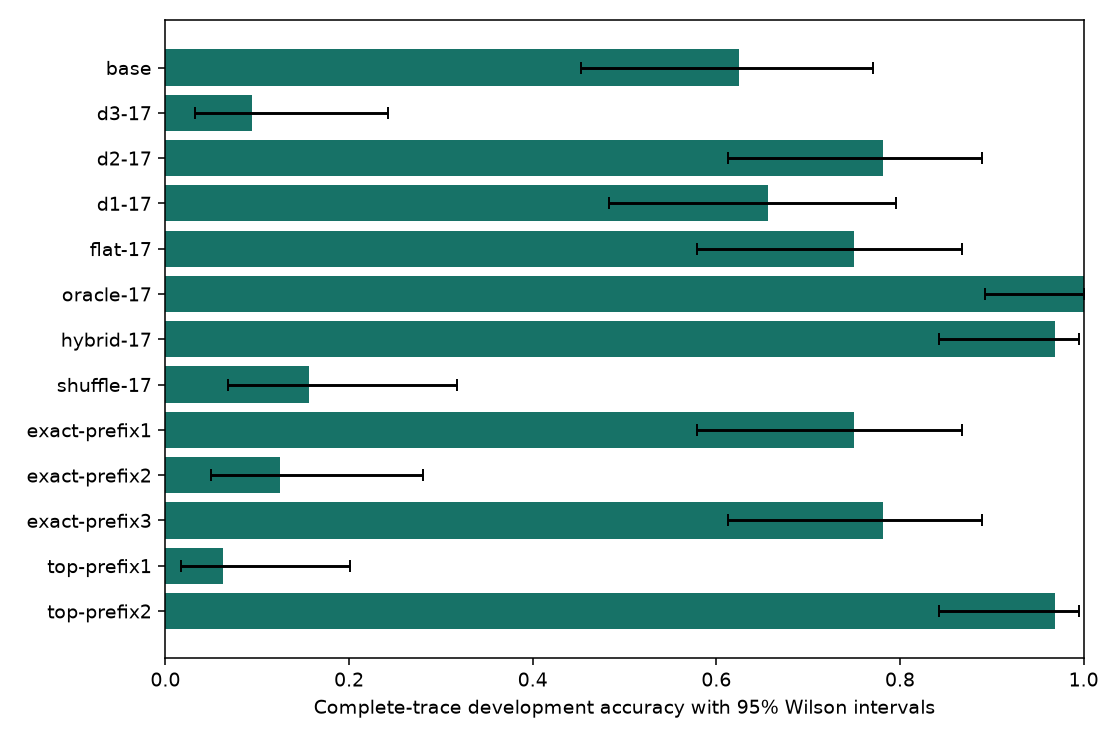 base
d3-17
d2-17
d1-17
flat-17
oracle-17
hybrid-17
shuffle-17
exact-prefix1
exact-prefix2
exact-prefix3
top-prefix1
top-prefix2
0.0 0.2 0.4 0.6 0.8 1.0
Complete-trace development accuracy with 95% Wilson intervals